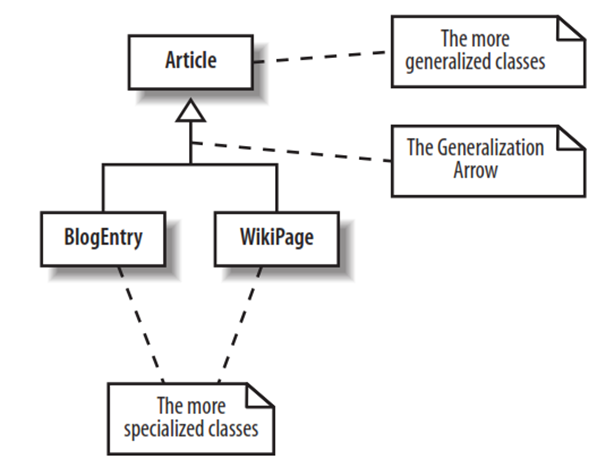 Article
The more
generalized classes
The Generalization
Arrow
BlogEntry
WikiPage
The more
specialized classes